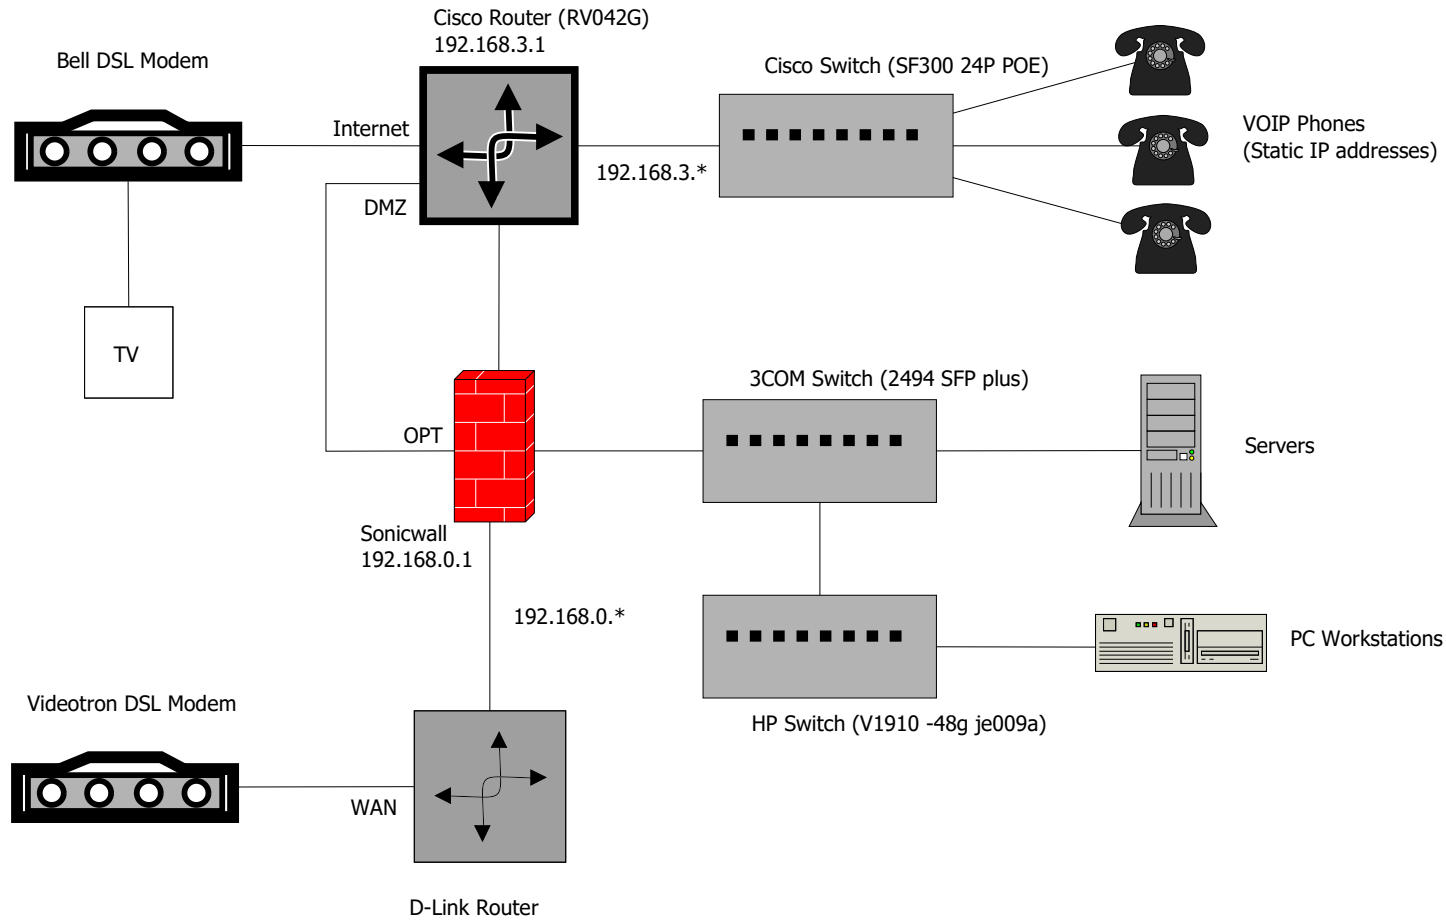 Cisco Router (RV042G)
192.168.3.1
Bell DSL Modem
Cisco Switch (SF300 24P POE)
Internet
VOIP Phones
(Static IP addresses)
192.168.3.*
DMZ
TV
3COM Switch (2494 SFP plus)
OPT
Servers
Sonicwall
192.168.0.1
192.168.0.*
PC Workstations
Videotron DSL Modem
HP Switch (V1910 -48g je009a)
WAN
D-Link Router